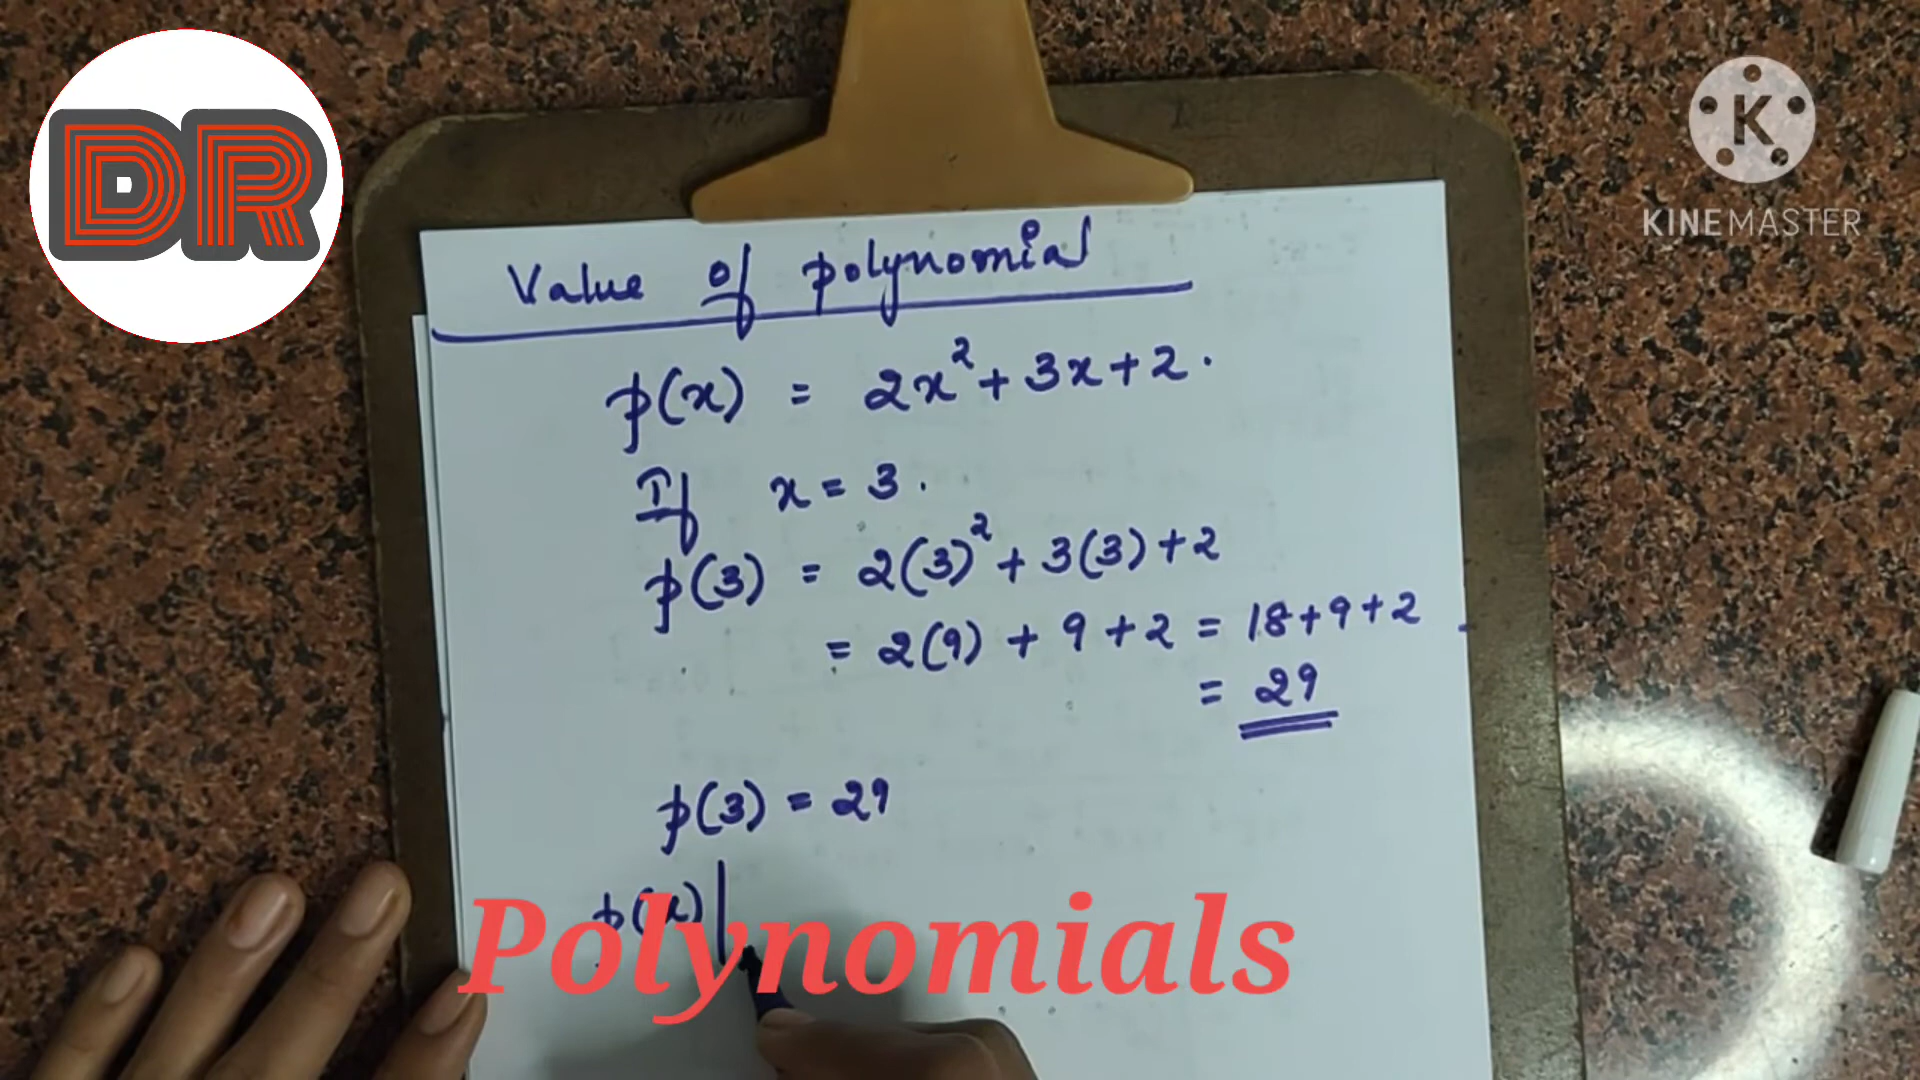 DR
K
KINEMASTER
Value of polynomial
p(x) = 2x² + 3x + 2.
If x = 3.
p(3) = 2(3)² + 3(3) + 2
= 2(9) + 9 + 2 = 18 + 9 + 2
= 29
p(3) = 29
p(x)|
Polynomials